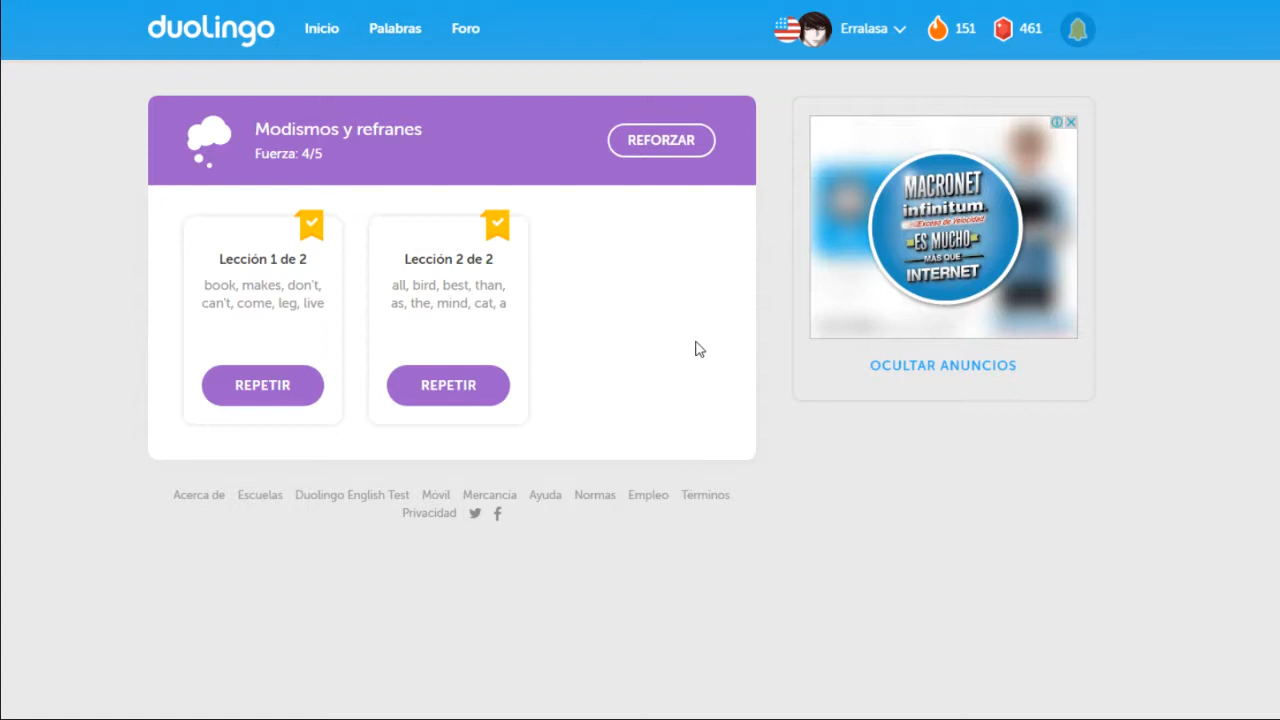 duolingo
Inicio
Palabras
Foro
Erralasa
151
461
Modismos y refranes
Fuerza: 4/5
REFORZAR
Lección 1 de 2
book, makes, don't,
can't, come, leg, live
REPETIR
Lección 2 de 2
all, bird, best, than,
as, the, mind, cat, a
REPETIR
MACRONET
infinitum.
Exceso de Velocidad
ES MUCHO
MÁS QUE
INTERNET
OCULTAR ANUNCIOS
Acerca de Escuelas Duolingo English Test Móvil Mercancía Ayuda Normas Empleo Términos
Privacidad